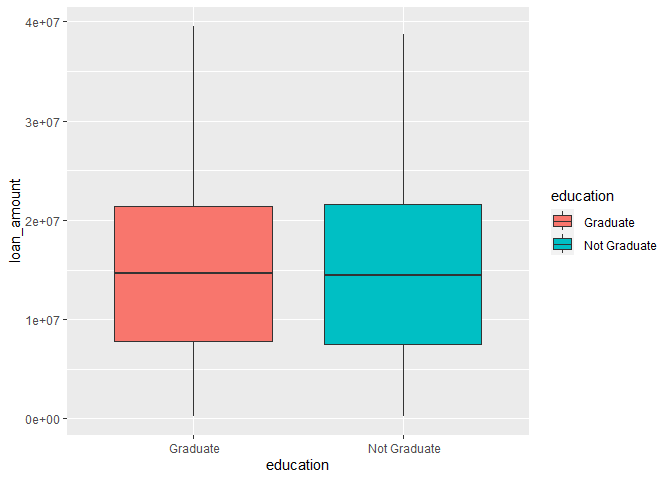 4e+07
3e+07
2e+07
1e+07
0e+00
loan_amount
Graduate
Not Graduate
education
education
Graduate
Not Graduate